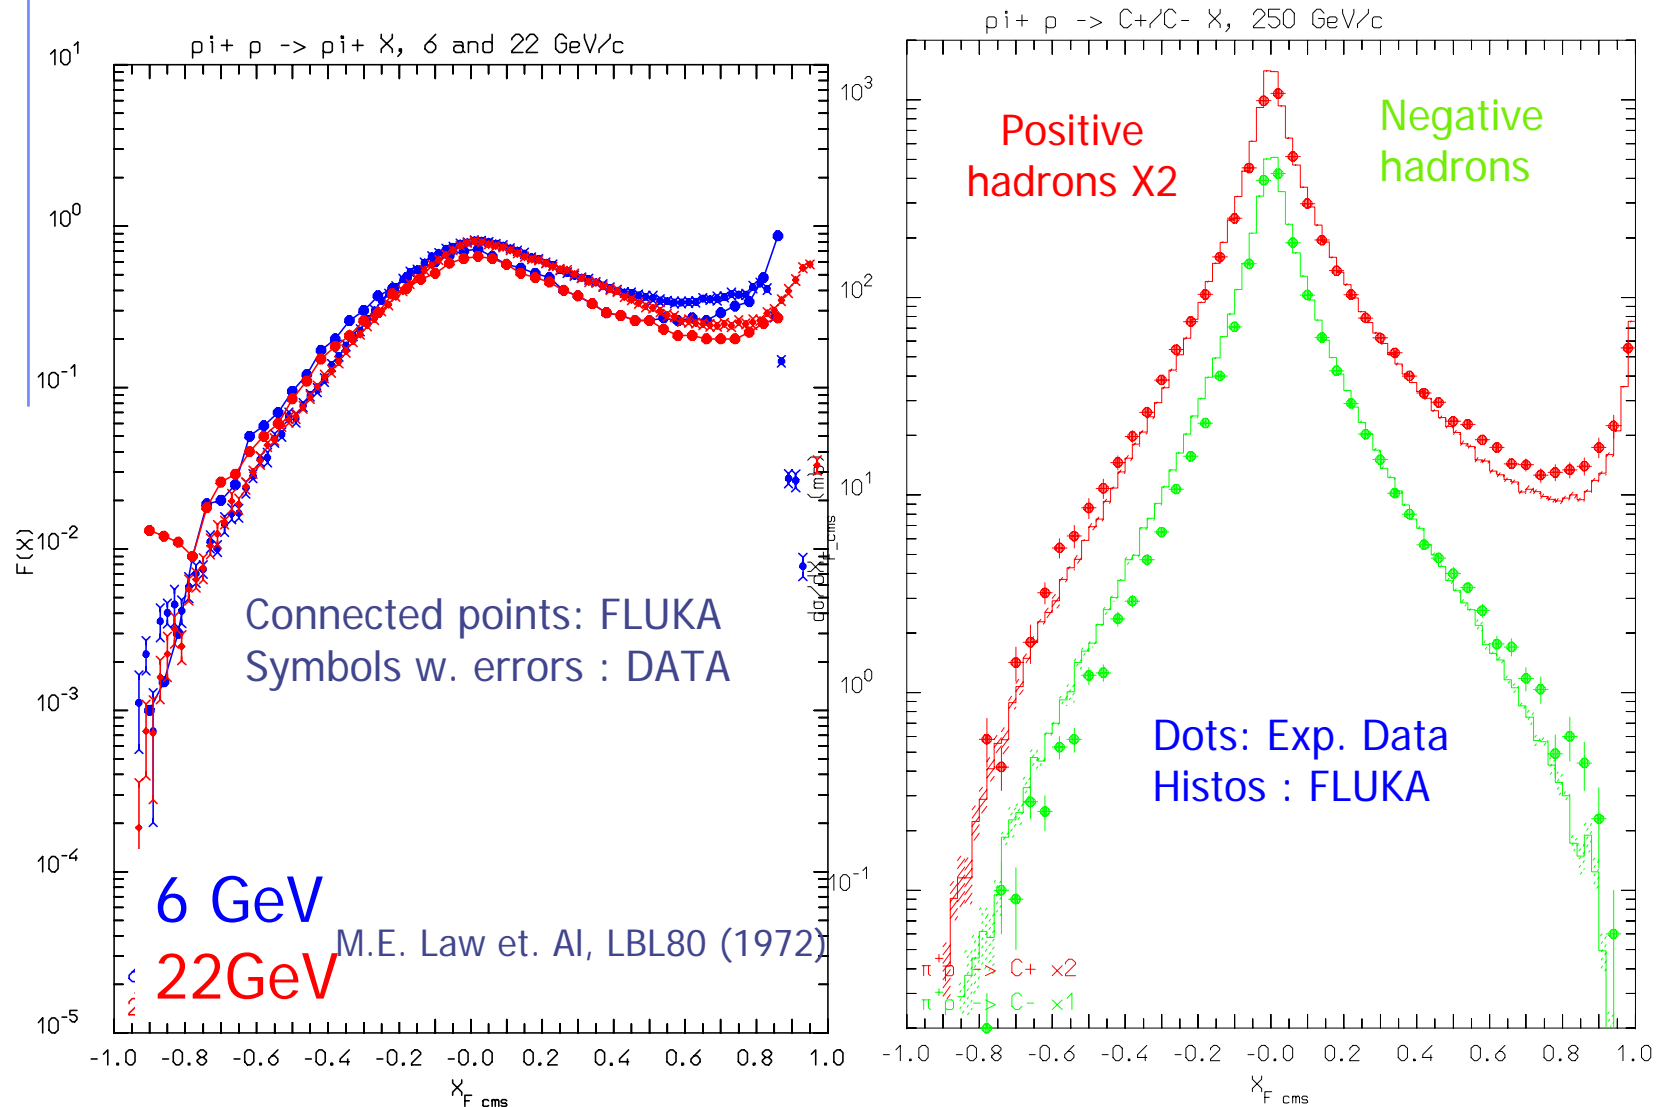 pi+ p -> pi+ X, 6 and 22 GeV/c
10^1
10^0
10^-1
10^-2
10^-3
10^-4
10^-5
F(X)
Connected points: FLUKA
Symbols w. errors : DATA
6 GeV
22GeV
M.E. Law et. Al, LBL80 (1972)
-1.0 -0.8 -0.6 -0.4 -0.2 -0.0 0.2 0.4 0.6 0.8 1.0
X_F cms
pi+ p -> C+/C- X, 250 GeV/c
10^3
10^2
10^1
10^0
10^-1
dσ/dX_F cms (mb)
Positive
hadrons X2
Negative
hadrons
Dots: Exp. Data
Histos : FLUKA
π^+ p -> C+ x2
π^+ p -> C- x1
-1.0 -0.8 -0.6 -0.4 -0.2 -0.0 0.2 0.4 0.6 0.8 1.0
X_F cms